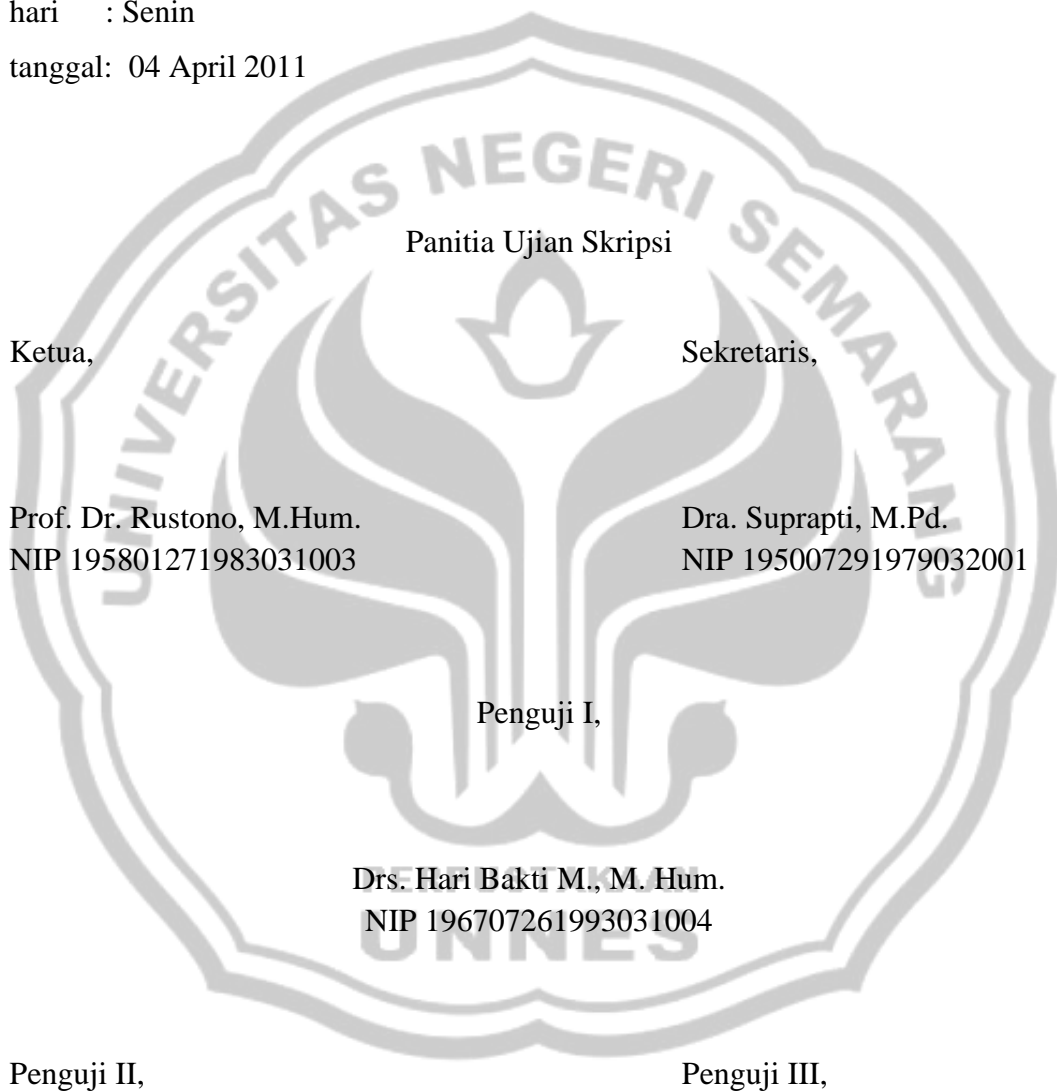 hari : Senin
tanggal: 04 April 2011
UNIVERSITAS NEGERI SEMARANG
Panitia Ujian Skripsi
Ketua, Sekretaris,
Prof. Dr. Rustono, M.Hum. Dra. Suprapti, M.Pd.
NIP 195801271983031003 NIP 195007291979032001
Penguji I,
PERPUSTAKAAN
Drs. Hari Bakti M., M. Hum.
NIP 196707261993031004
UNNES
Penguji II, Penguji III,